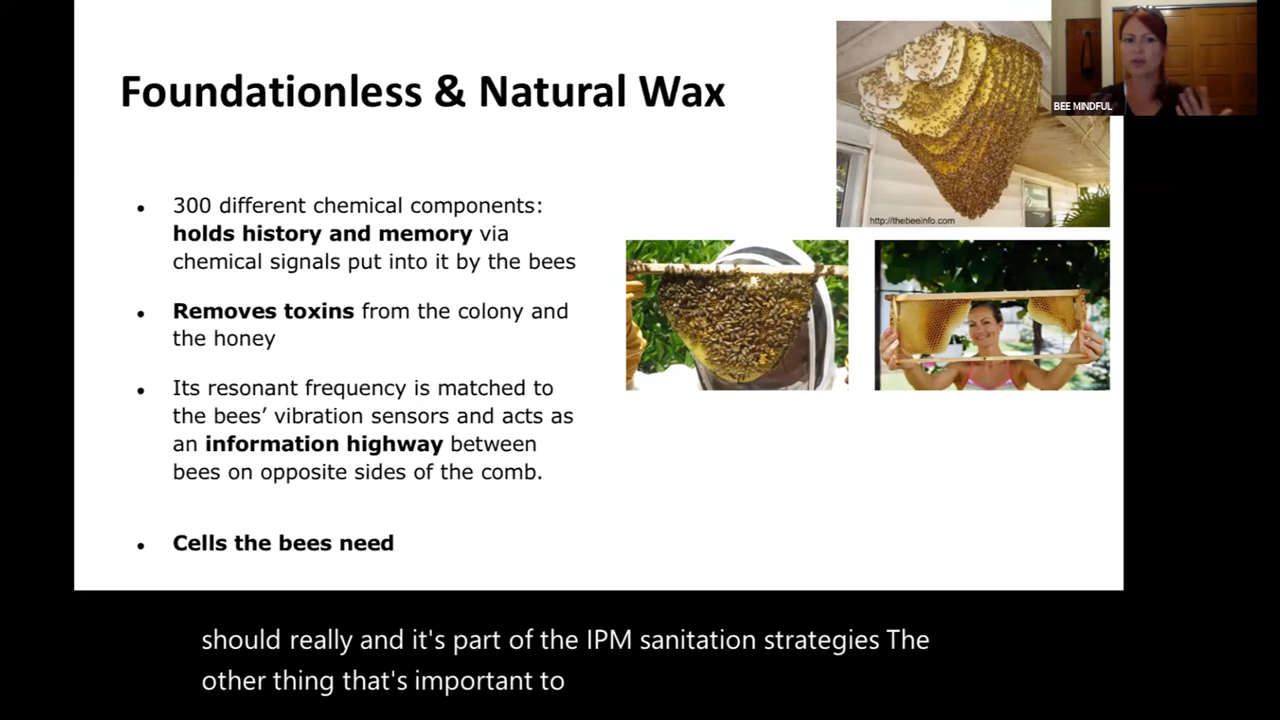 Foundationless & Natural Wax
BEE MINDFUL
http://thebeeinfo.com
• 300 different chemical components:
holds history and memory via
chemical signals put into it by the bees
• Removes toxins from the colony and
the honey
• Its resonant frequency is matched to
the bees’ vibration sensors and acts as
an information highway between
bees on opposite sides of the comb.
• Cells the bees need
should really and it's part of the IPM sanitation strategies The
other thing that's important to